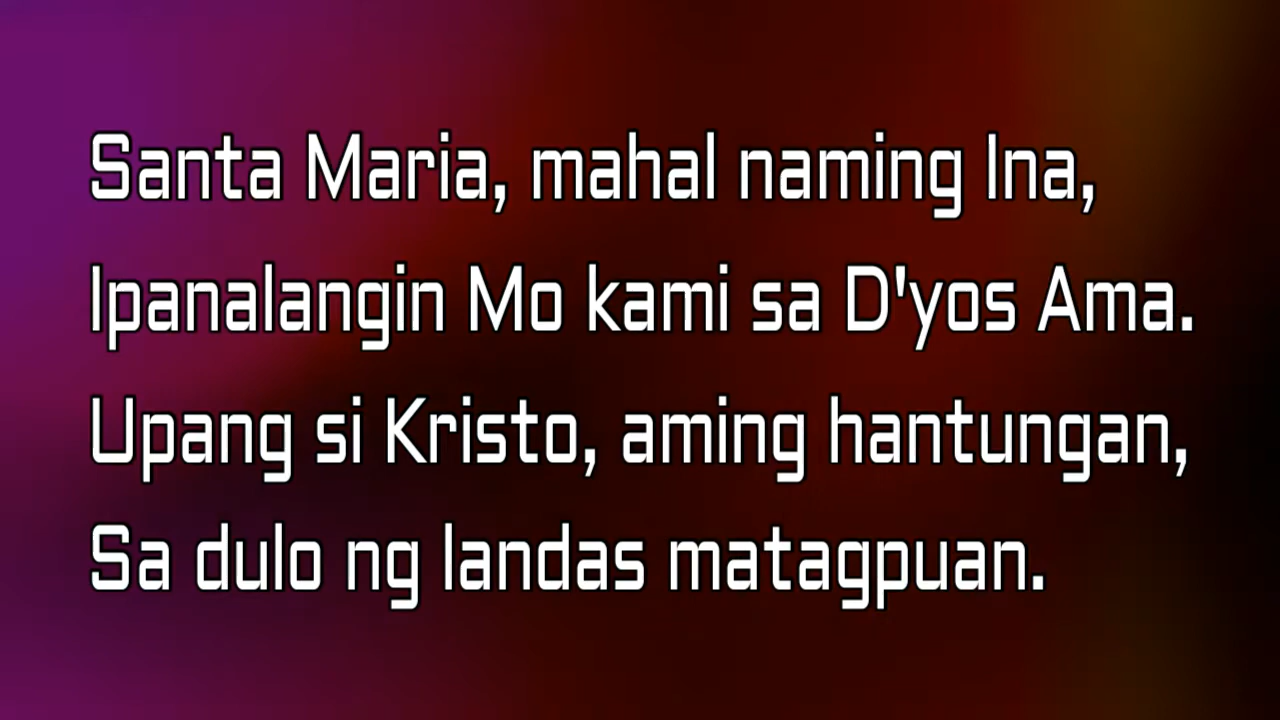 Santa Maria, mahal naming Ina,
Ipanalangin Mo kami sa D'yos Ama.
Upang si Kristo, aming hantungan,
Sa dulo ng landas matagpuan.